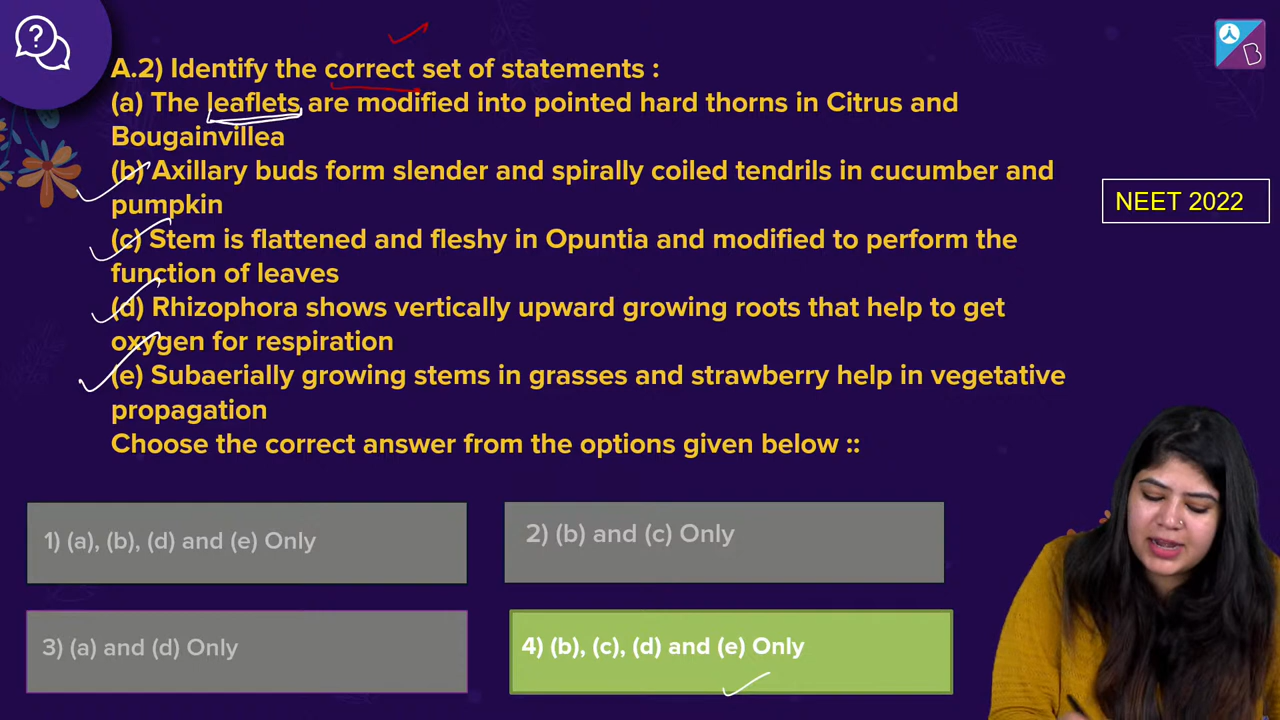 ?
A.2) Identify the correct set of statements :
(a) The leaflets are modified into pointed hard thorns in Citrus and
Bougainvillea
(b) Axillary buds form slender and spirally coiled tendrils in cucumber and
pumpkin
(c) Stem is flattened and fleshy in Opuntia and modified to perform the
function of leaves
(d) Rhizophora shows vertically upward growing roots that help to get
oxygen for respiration
(e) Subaerially growing stems in grasses and strawberry help in vegetative
propagation
Choose the correct answer from the options given below ::
NEET 2022
B
1) (a), (b), (d) and (e) Only
2) (b) and (c) Only
3) (a) and (d) Only
4) (b), (c), (d) and (e) Only